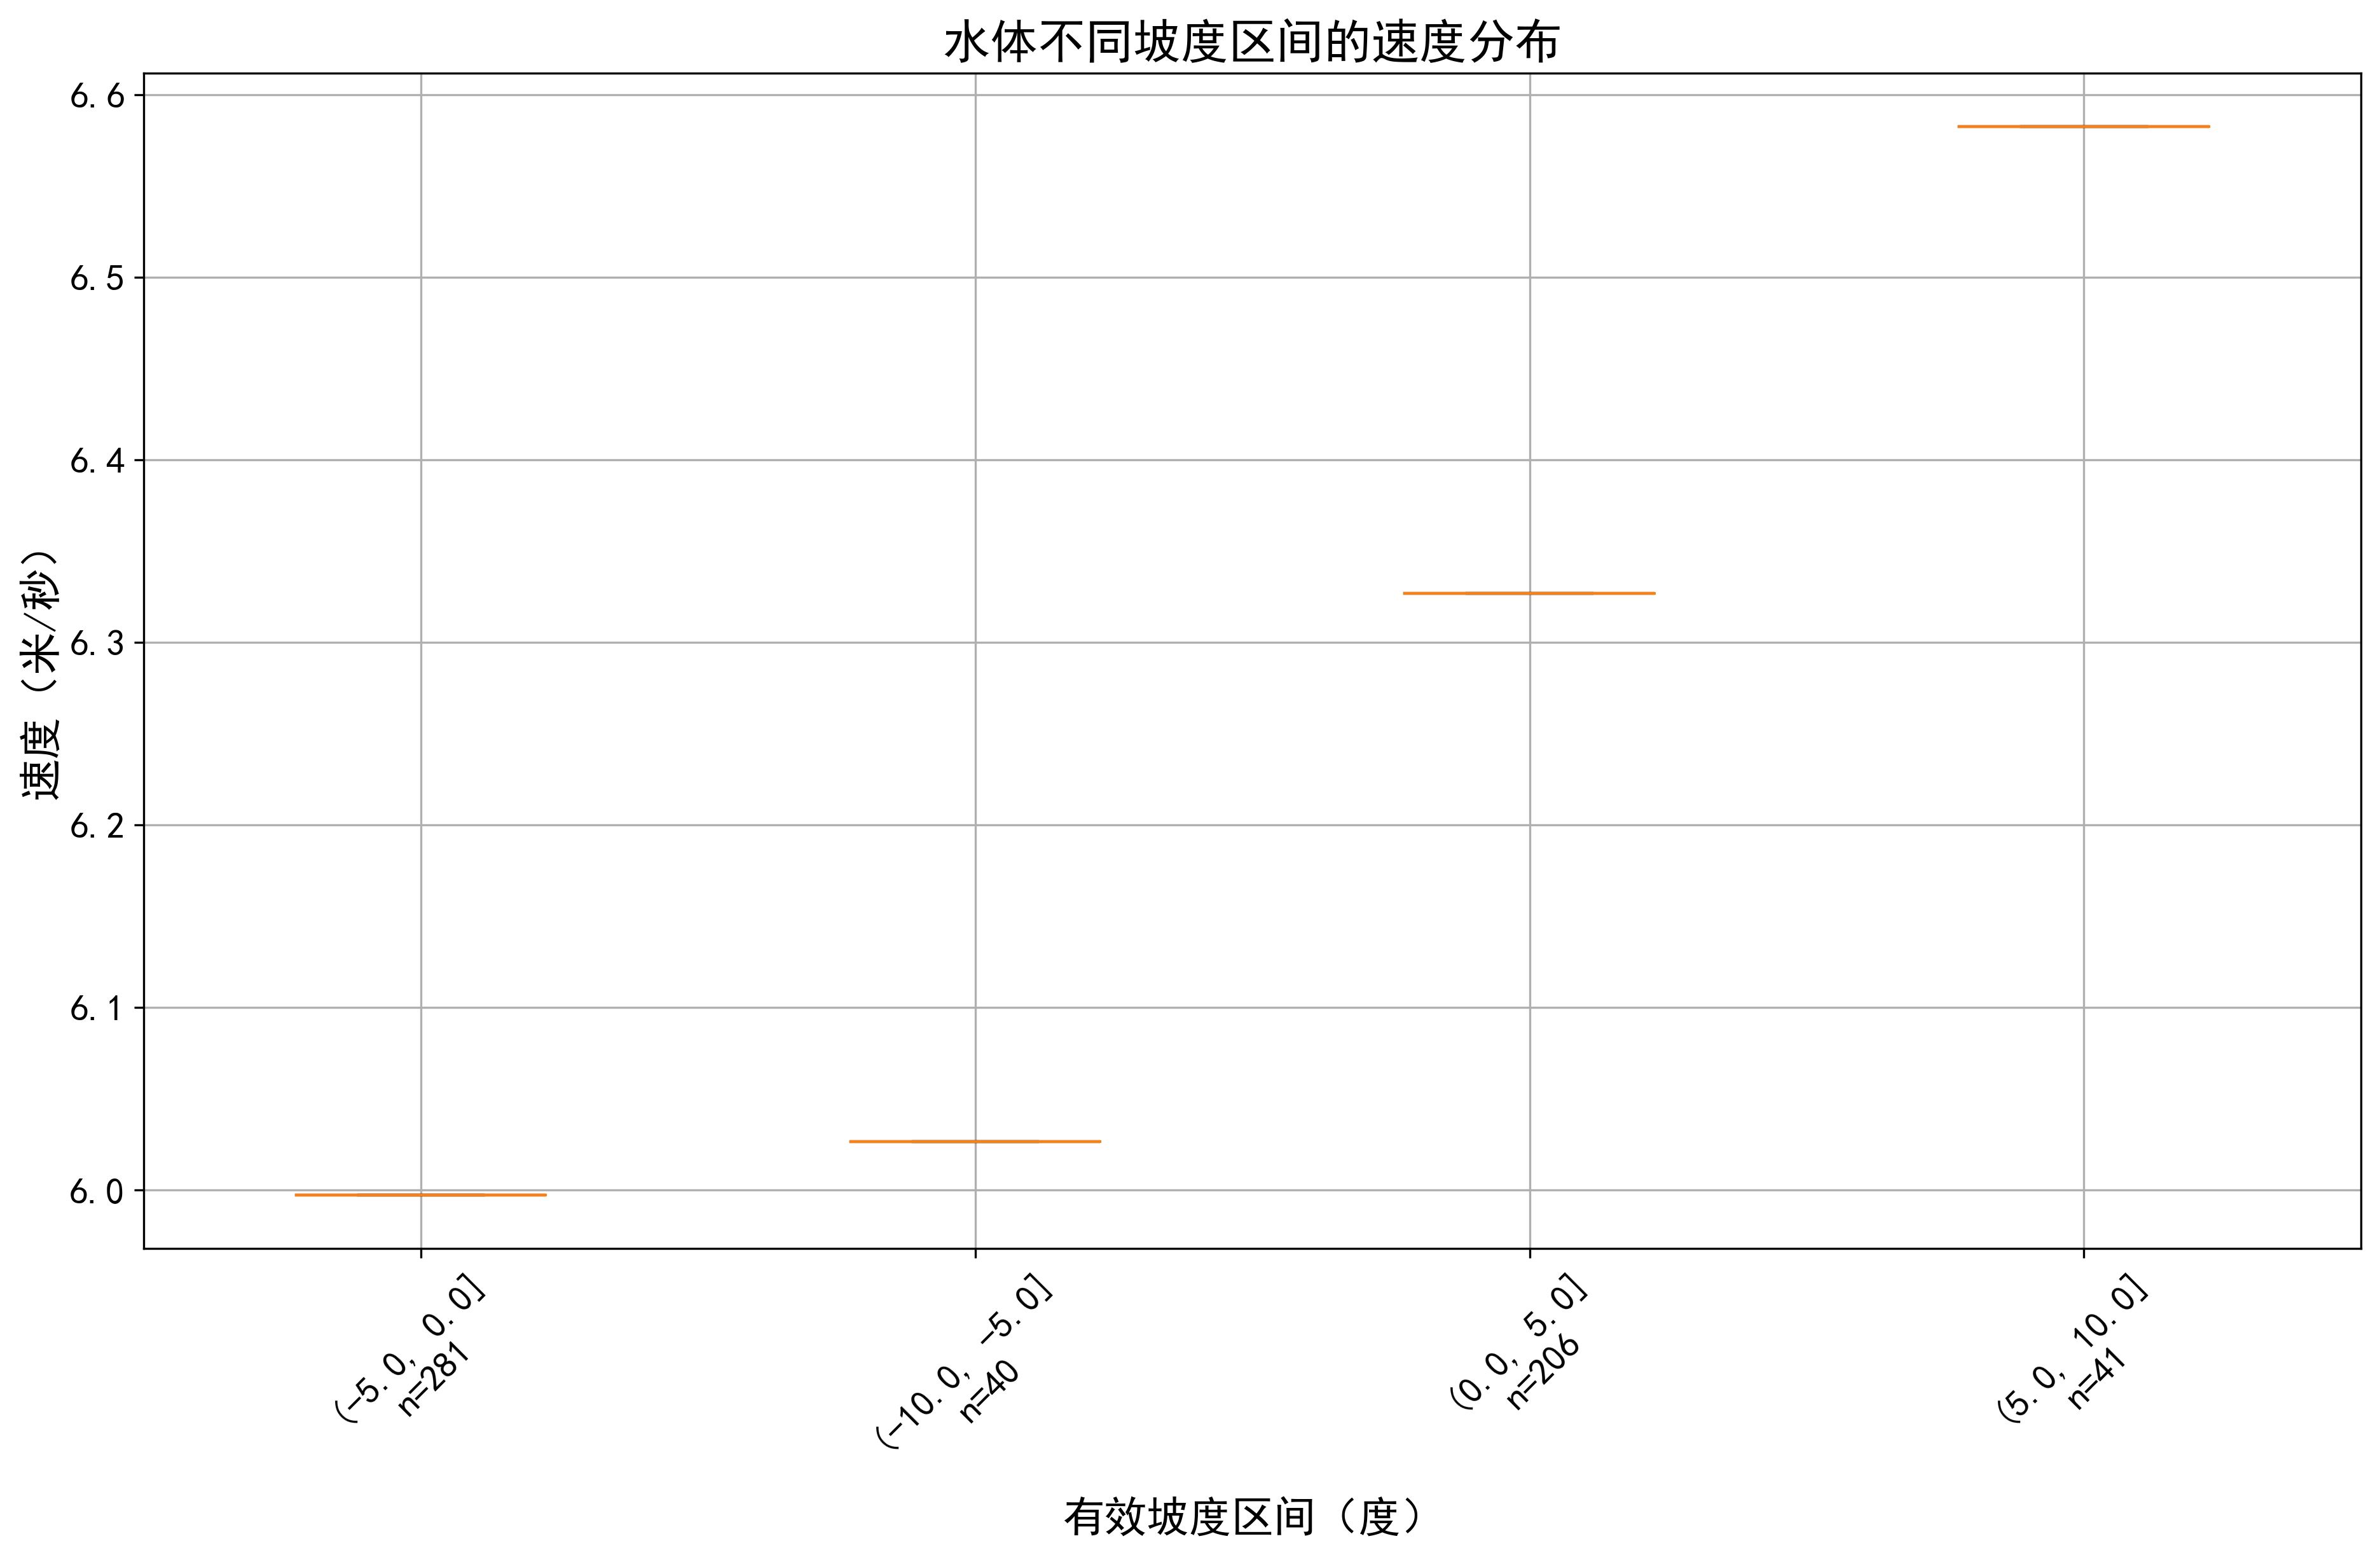 水体不同坡度区间的速度分布
速度（米/秒）
6.6
6.5
6.4
6.3
6.2
6.1
6.0
(-5.0, 0.0]
n=281
(-10.0, -5.0]
n=40
(0.0, 5.0]
n=206
(5.0, 10.0]
n=41
有效坡度区间（度）